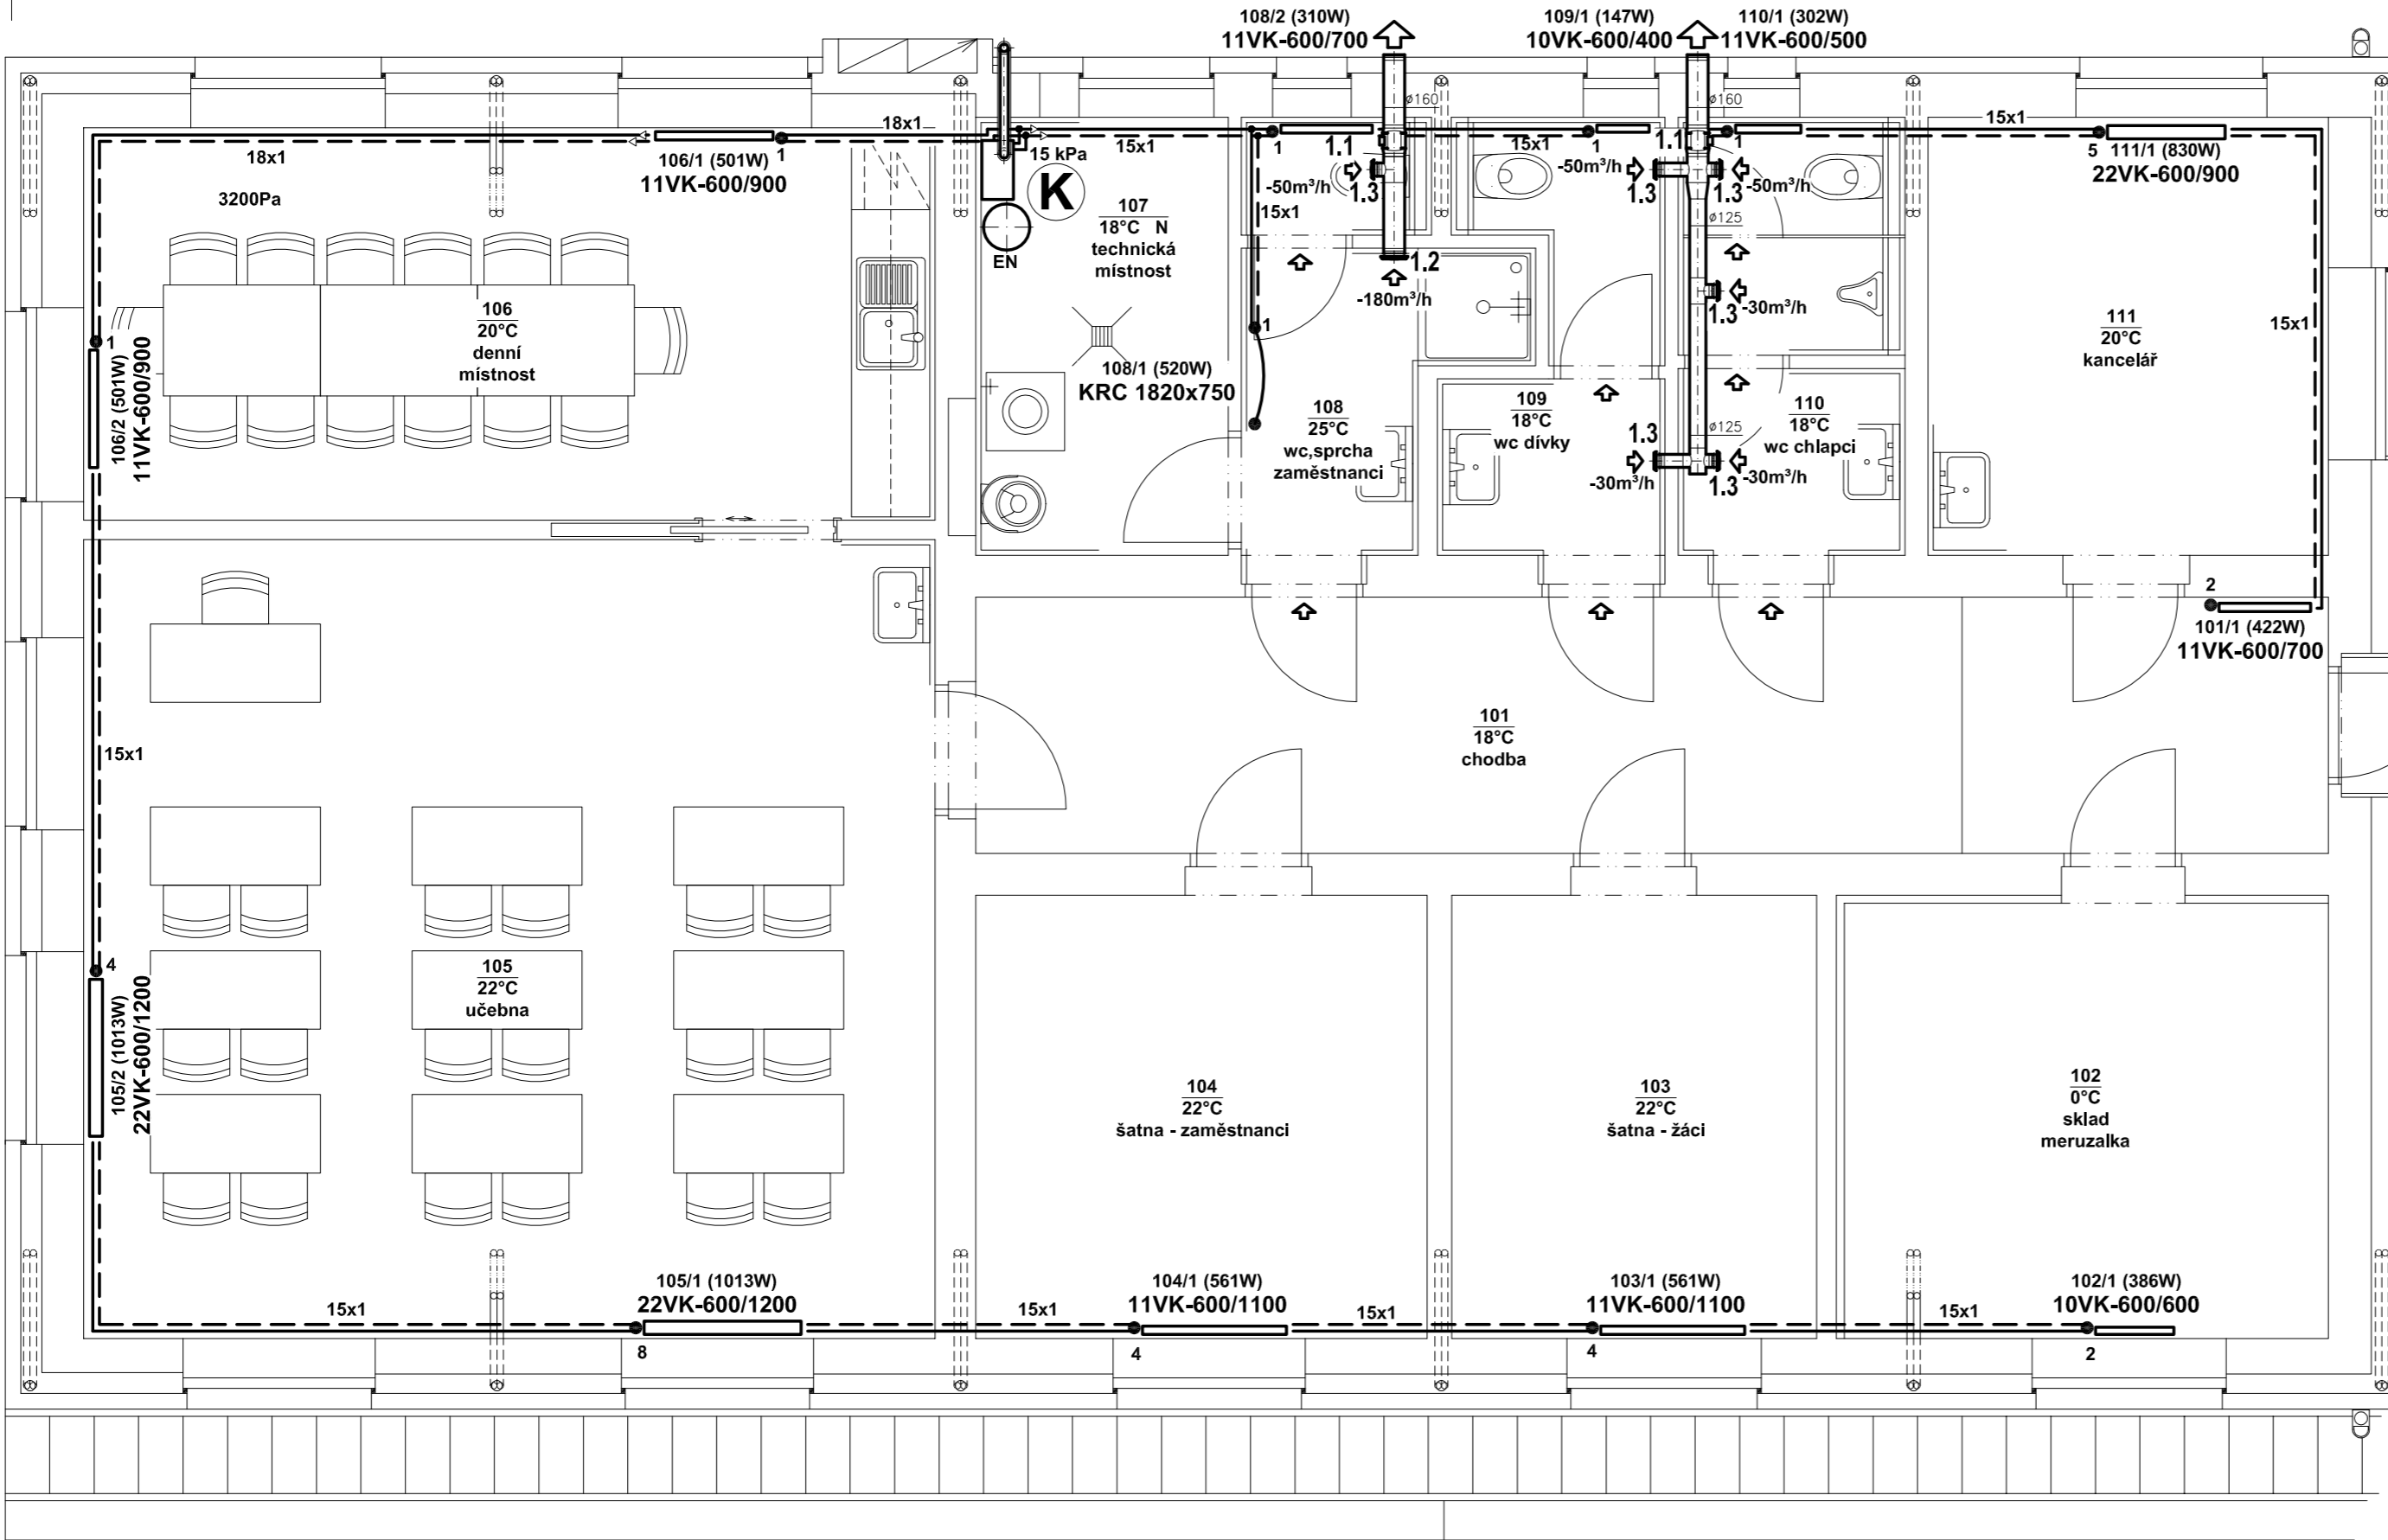 108/2 (310W)
11VK-600/700
109/1 (147W)
10VK-600/400
110/1 (302W)
11VK-600/500
ø160
ø160
18x1
18x1
106/1 (501W)
11VK-600/900
1
15 kPa
K
EN
15x1
1
1.1
-50m³/h
1.3
15x1
15x1
1
1.1
-50m³/h
1.3
1
1.3
-50m³/h
15x1
5
111/1 (830W)
22VK-600/900
3200Pa
107
18°C N
technická
místnost
ø125
1.2
-180m³/h
1.3
-30m³/h
106
20°C
denní
místnost
1
106/2 (501W)
11VK-600/900
1
108/1 (520W)
KRC 1820x750
111
20°C
kancelář
15x1
108
25°C
wc,sprcha
zaměstnanci
109
18°C
wc dívky
110
18°C
wc chlapci
ø125
1.3
-30m³/h
1.3
-30m³/h
2
101/1 (422W)
11VK-600/700
101
18°C
chodba
15x1
4
105/2 (1013W)
22VK-600/1200
105
22°C
učebna
104
22°C
šatna - zaměstnanci
103
22°C
šatna - žáci
102
0°C
sklad
meruzalka
15x1
105/1 (1013W)
22VK-600/1200
8
15x1
104/1 (561W)
11VK-600/1100
4
15x1
103/1 (561W)
11VK-600/1100
4
15x1
102/1 (386W)
10VK-600/600
2